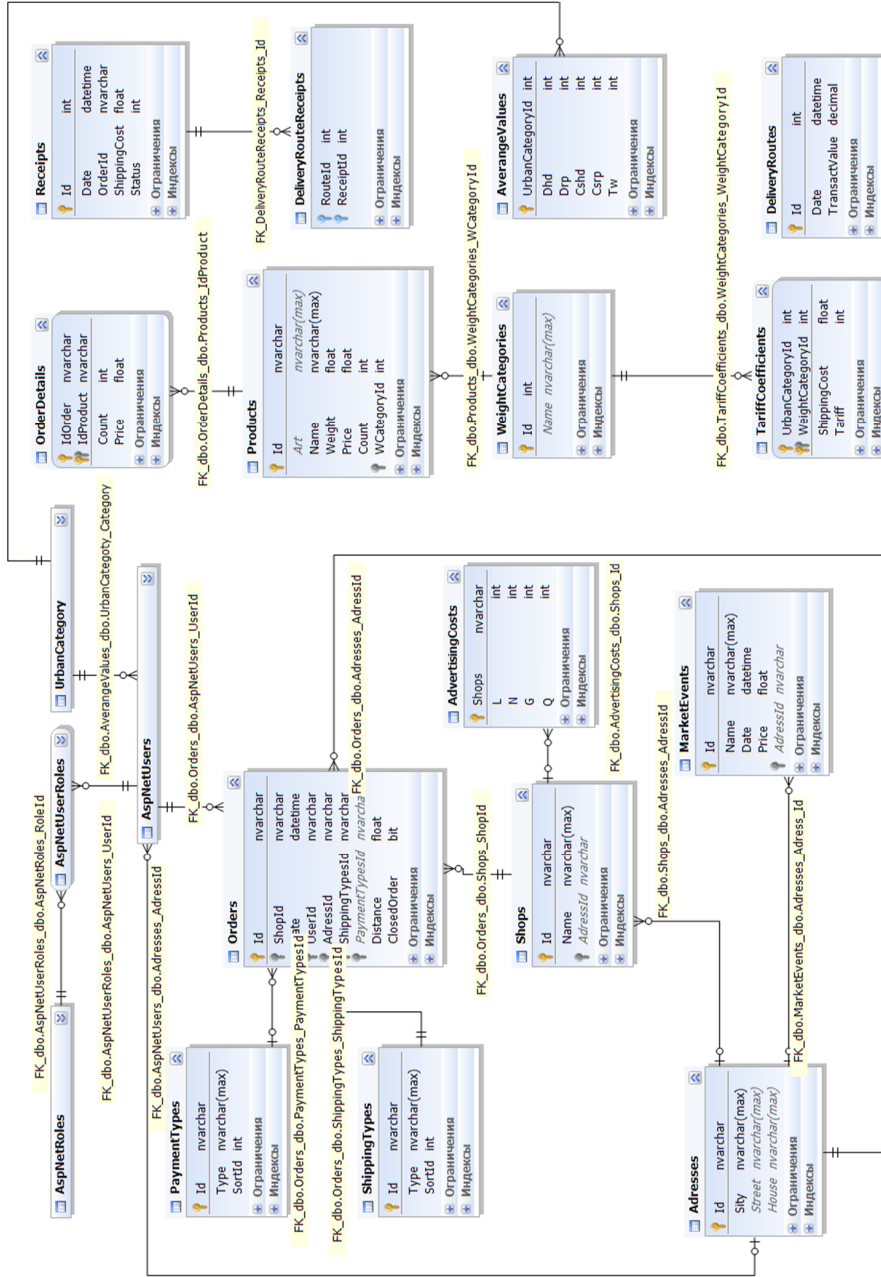 FK_dbo.AspNetUserRoles_dbo.AspNetRoles_RoleId
AspNetRoles
AspNetUserRoles
FK_dbo.AspNetUserRoles_dbo.AspNetUsers_UserId
UrbanCategory
FK_dbo.AverangeValues_dbo.UrbanCategoty_Category
AspNetUsers
FK_dbo.AspNetUsers_dbo.Adresses_AdressId
FK_dbo.Orders_dbo.AspNetUsers_UserId
OrderDetails
IdOrder nvarchar
IdProduct nvarchar
Count int
Price float
Ограничения
Индексы
FK_dbo.OrderDetails_dbo.Products_IdProduct
Receipts
Id int
Date datetime
OrderId nvarchar
ShippingCost float
Status int
Ограничения
Индексы
FK_DeliveryRouteReceipts_Receipts_Id
PaymentTypes
Id nvarchar
Type nvarchar(max)
SortId int
Ограничения
Индексы
FK_dbo.Orders_dbo.PaymentTypes_PaymentTypesId
FK_dbo.Orders_dbo.ShippingTypes_ShippingTypesId
Orders
Id nvarchar
ShopId nvarchar
datetime
UserId nvarchar
AdressId nvarchar
ShippingTypesId nvarchar
PaymentTypesId nvarcha
Distance float
ClosedOrder bit
Ограничения
Индексы
FK_dbo.Orders_dbo.Adresses_AdressId
FK_dbo.Orders_dbo.Shops_ShopId
Products
Id nvarchar
Art nvarchar(max)
Name nvarchar(max)
Weight float
Price float
Count int
WCategoryId int
Ограничения
Индексы
FK_dbo.Products_dbo.WeightCategories_WCategoryId
DeliveryRouteReceipts
RouteId int
ReceiptId int
Ограничения
Индексы
ShippingTypes
Id nvarchar
Type nvarchar(max)
SortId int
Ограничения
Индексы
Shops
Id nvarchar
Name nvarchar(max)
AdressId nvarchar
Ограничения
Индексы
FK_dbo.Shops_dbo.Adresses_AdressId
AdvertisingCosts
Shops nvarchar
L int
N int
G int
Q int
Ограничения
Индексы
FK_dbo.AdvertisingCosts_dbo.Shops_Id
WeightCategories
Id int
Name nvarchar(max)
Ограничения
Индексы
FK_dbo.TariffCoefficients_dbo.WeightCategories_WeightCategoryId
AverangeValues
UrbanCategoryId int
Dhd int
Drp int
Cshd int
Csrp int
Tw int
Ограничения
Индексы
Adresses
Id nvarchar
Sity nvarchar(max)
Street nvarchar(max)
House nvarchar(max)
Ограничения
Индексы
FK_dbo.MarketEvents_dbo.Adresses_Adress_Id
MarketEvents
Id nvarchar
Name nvarchar(max)
Date datetime
Price float
AdressId nvarchar
Ограничения
Индексы
TariffCoefficients
UrbanCategoryId int
WeightCategoryId int
ShippingCost float
Tariff int
Ограничения
Индексы
DeliveryRoutes
Id int
Date datetime
TransactValue decimal
Ограничения
Индексы